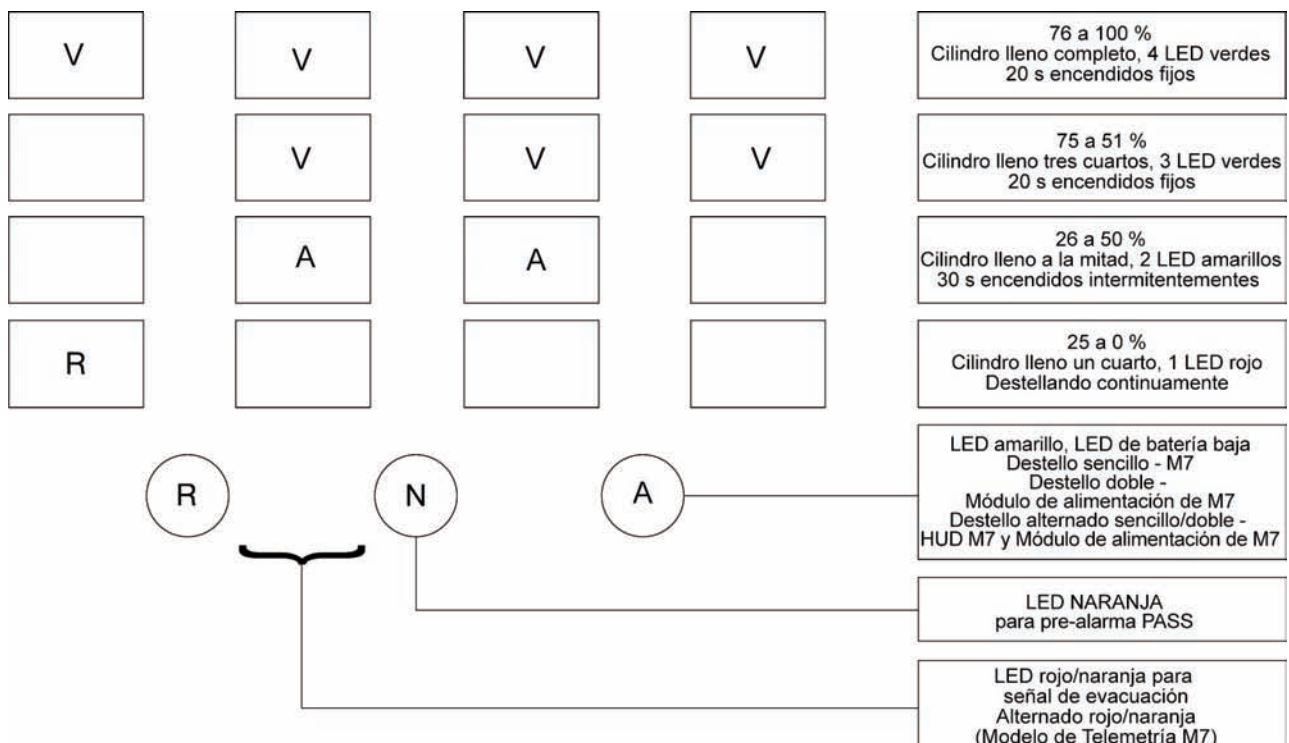 V V V V
76 a 100 %
Cilindro lleno completo, 4 LED verdes
20 s encendidos fijos
V V V
75 a 51 %
Cilindro lleno tres cuartos, 3 LED verdes
20 s encendidos fijos
A A
26 a 50 %
Cilindro lleno a la mitad, 2 LED amarillos
30 s encendidos intermitentementes
R
25 a 0 %
Cilindro lleno un cuarto, 1 LED rojo
Destellando continuamente
R N A
LED amarillo, LED de batería baja
Destello sencillo - M7
Destello doble -
Módulo de alimentación de M7
Destello alternado sencillo/doble -
HUD M7 y Módulo de alimentación de M7
LED NARANJA
para pre-alarma PASS
LED rojo/naranja para
señal de evacuación
Alternado rojo/naranja
(Modelo de Telemetría M7)